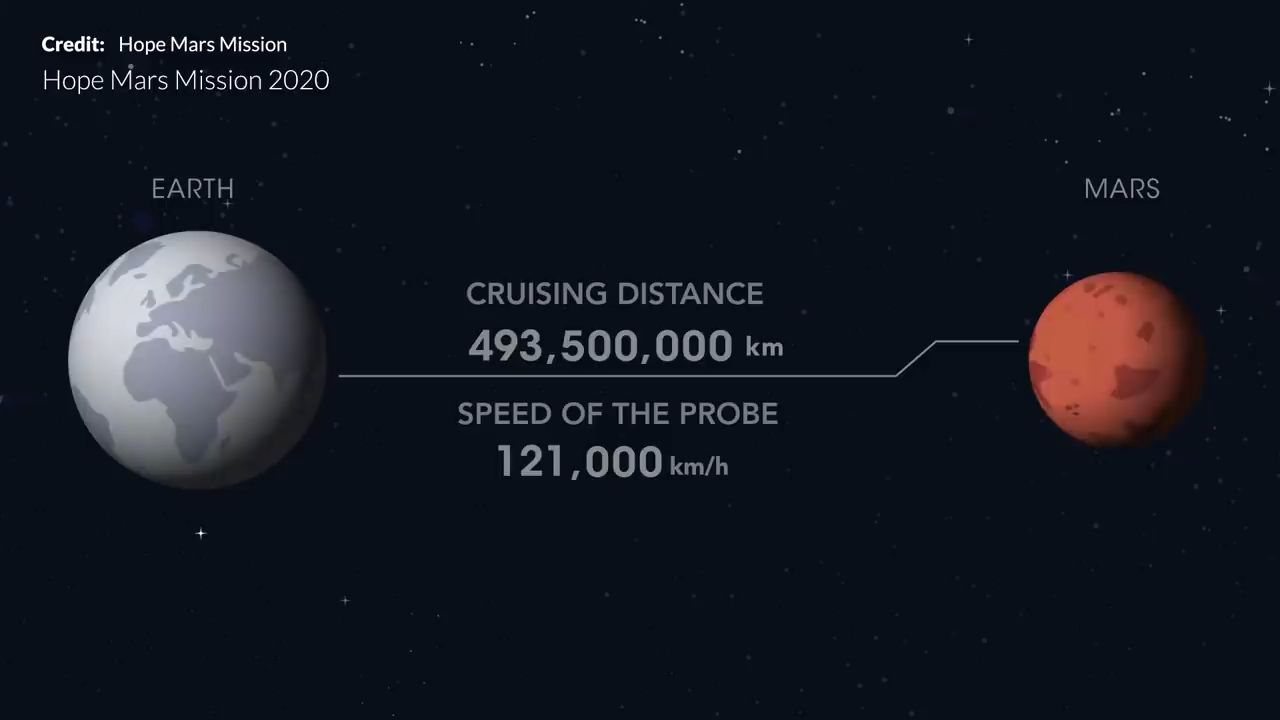 Credit: Hope Mars Mission
Hope Mars Mission 2020
EARTH
MARS
CRUISING DISTANCE
493,500,000 km
SPEED OF THE PROBE
121,000 km/h